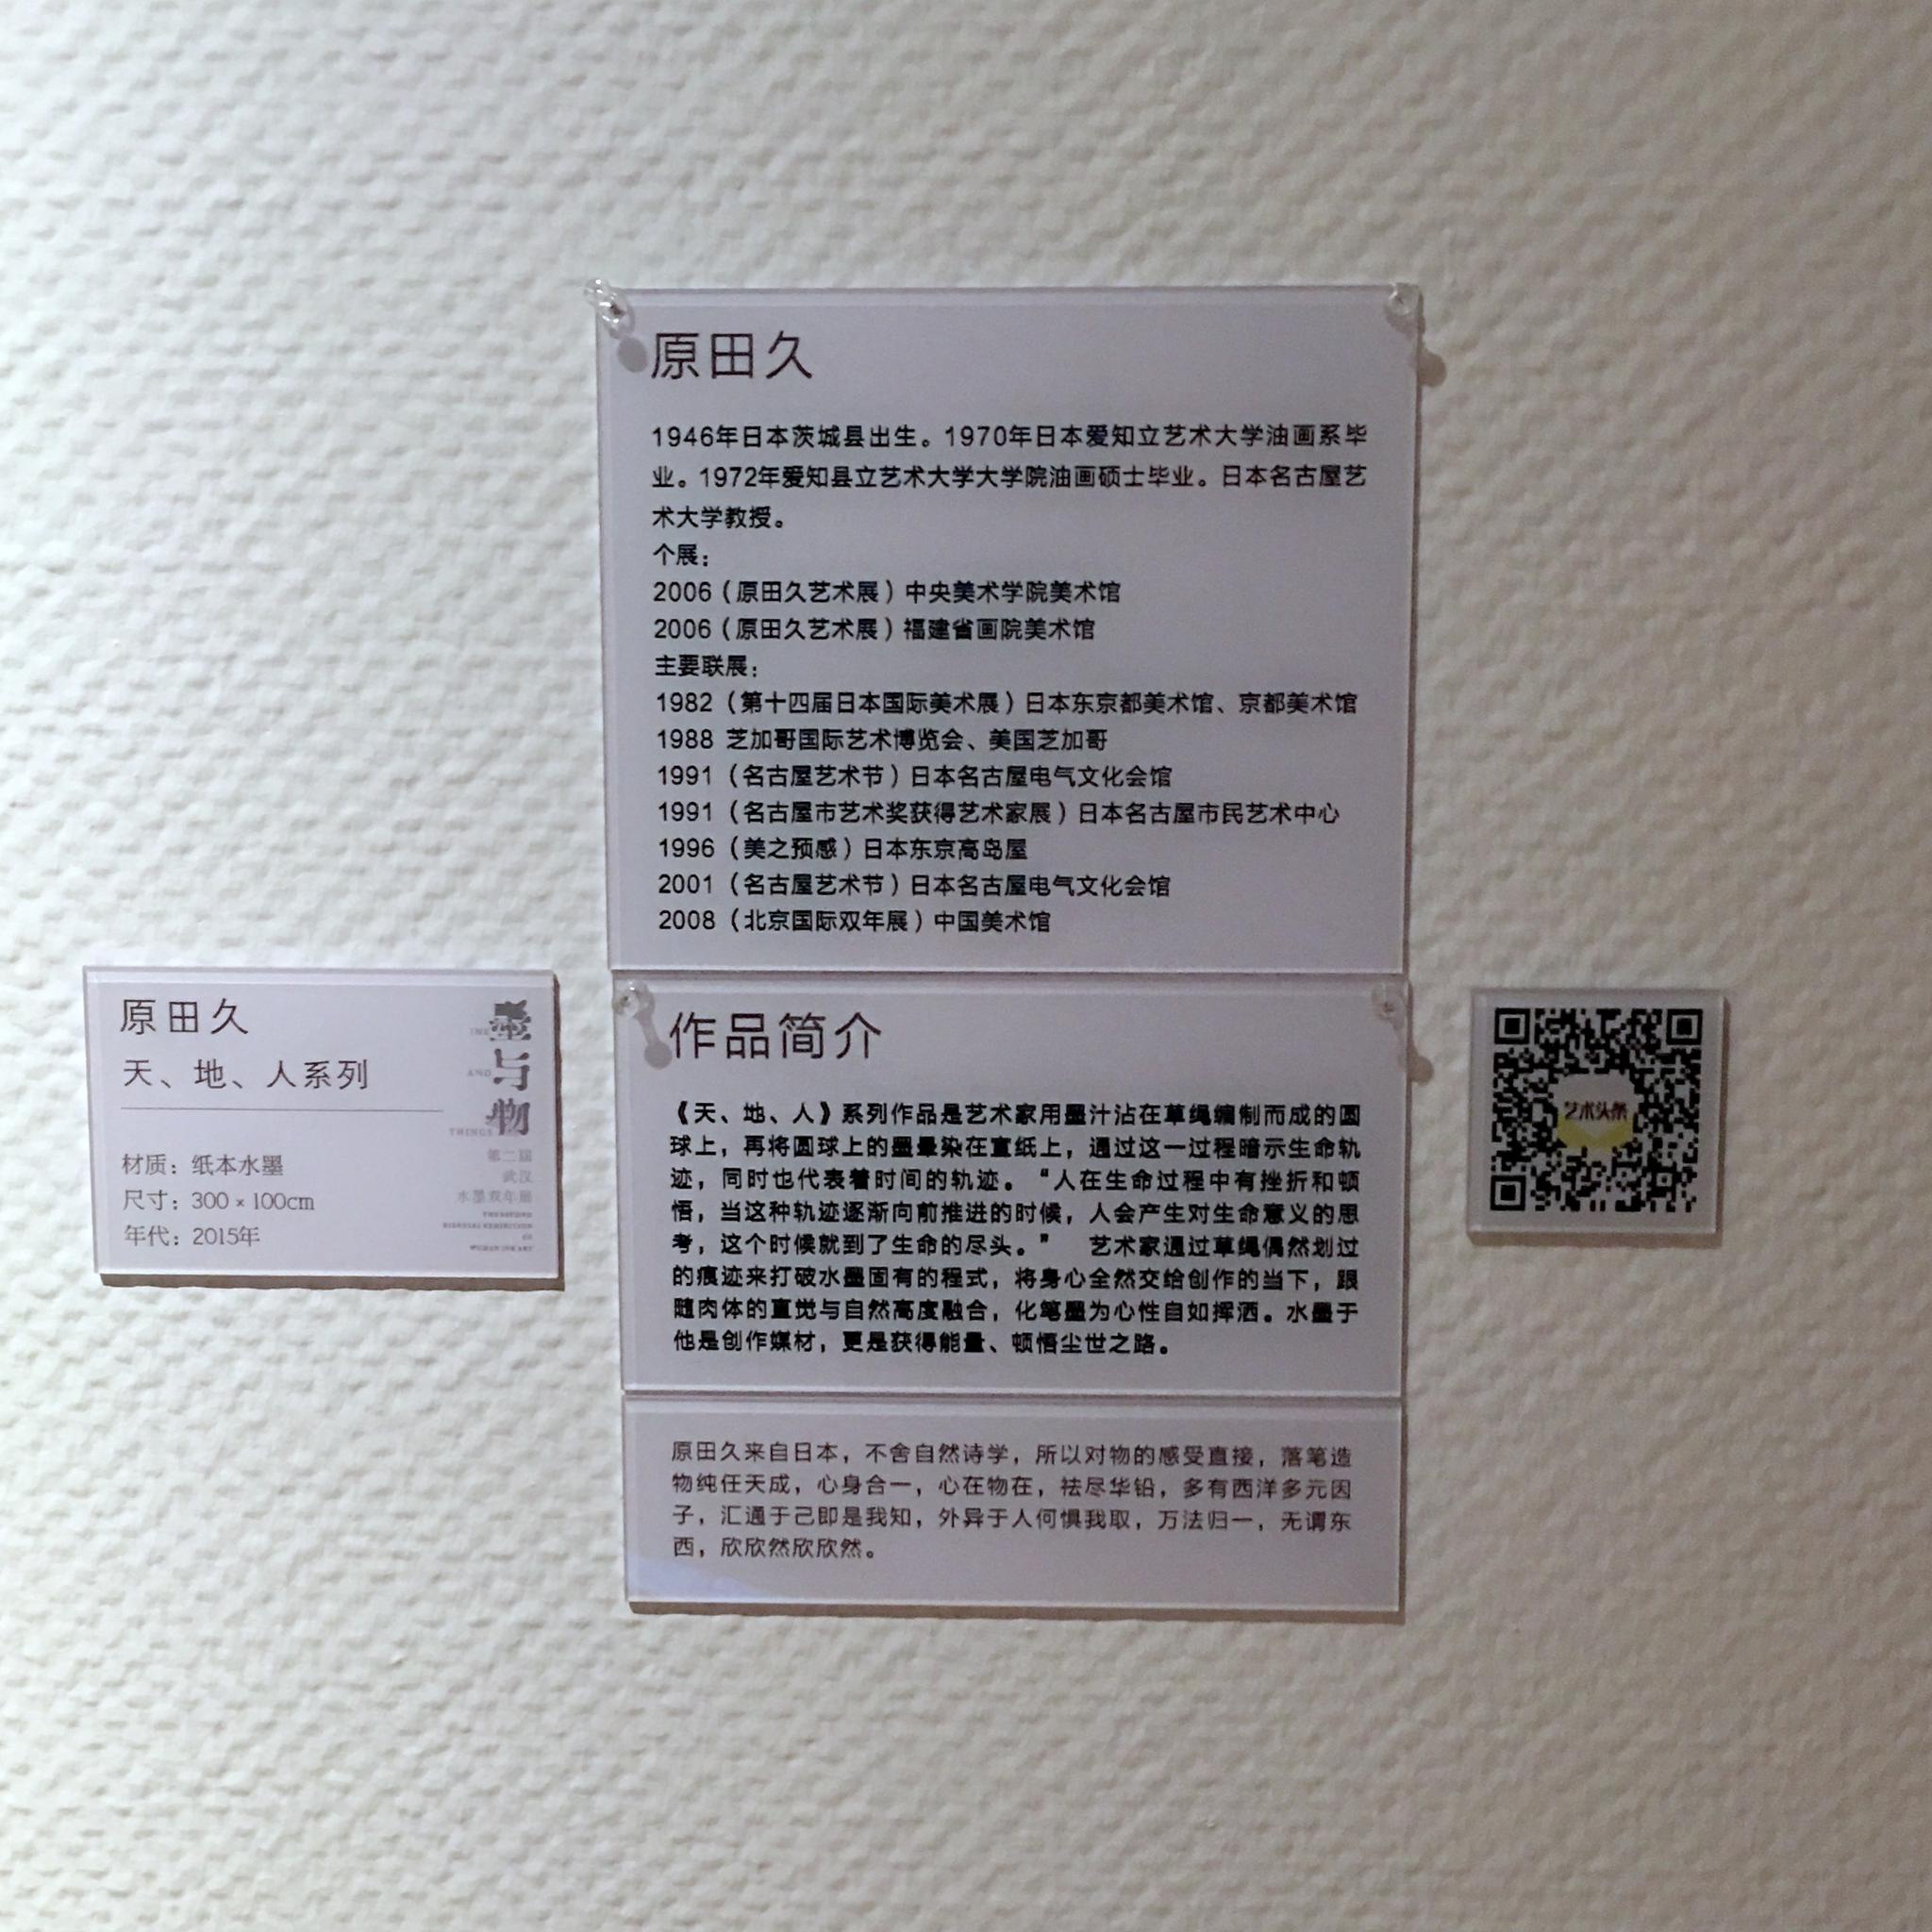 原田久
1946年日本茨城县出生。1970年日本爱知立艺术大学油画系毕
业。1972年爱知县立艺术大学大学院油画硕士毕业。日本名古屋艺
术大学教授。
个展：
2006（原田久艺术展）中央美术学院美术馆
2006（原田久艺术展）福建省画院美术馆
主要联展：
1982（第十四届日本国际美术展）日本东京都美术馆、京都美术馆
1988 芝加哥国际艺术博览会、美国芝加哥
1991（名古屋艺术节）日本名古屋电气文化会馆
1991（名古屋市艺术奖获得艺术家展）日本名古屋市民艺术中心
1996（美之预感）日本东京高岛屋
2001（名古屋艺术节）日本名古屋电气文化会馆
2008（北京国际双年展）中国美术馆
原田久
天、地、人系列
材质：纸本水墨
尺寸：300×100cm
年代：2015年
INK
墨
AND
与
THINGS
物
第二届
武汉
水墨双年展
THE SECOND
BIENNIAL EXHIBITION
OF
WUHAN INK ART
作品简介
《天、地、人》系列作品是艺术家用墨汁沾在草绳编制而成的圆
球上，再将圆球上的墨晕染在宣纸上，通过这一过程暗示生命轨
迹，同时也代表着时间的轨迹。“人在生命过程中有挫折和顿
悟，当这种轨迹逐渐向前推进的时候，人会产生对生命意义的思
考，这个时候就到了生命的尽头。” 艺术家通过草绳偶然划过
的痕迹来打破水墨固有的程式，将身心全然交给创作的当下，跟
随肉体的直觉与自然高度融合，化笔墨为心性自如挥洒。水墨于
他是创作媒材，更是获得能量、顿悟尘世之路。
原田久来自日本，不舍自然诗学，所以对物的感受直接，落笔造
物纯任天成，心身合一，心在物在，祛尽华铅，多有西洋多元因
子，汇通于己即是我知，外异于人何惧我取，万法归一，无谓东
西，欣欣然欣欣然。
艺术头条